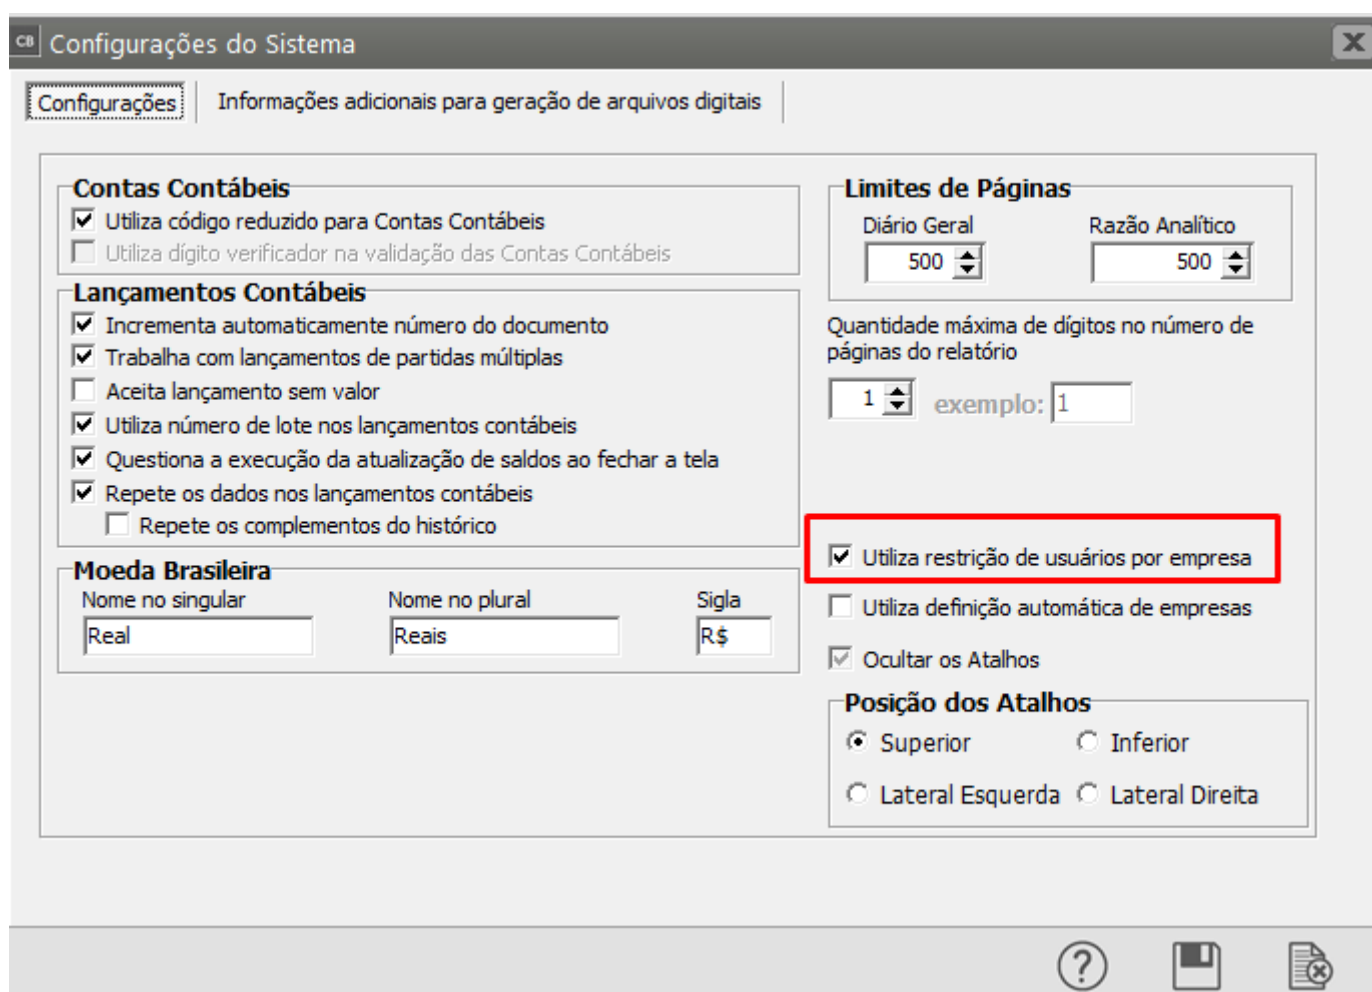 CB Configurações do Sistema
Configurações
Informações adicionais para geração de arquivos digitais
Contas Contábeis
Utiliza código reduzido para Contas Contábeis
Utiliza dígito verificador na validação das Contas Contábeis
Lançamentos Contábeis
Incrementa automaticamente número do documento
Trabalha com lançamentos de partidas múltiplas
Aceita lançamento sem valor
Utiliza número de lote nos lançamentos contábeis
Questiona a execução da atualização de saldos ao fechar a tela
Repete os dados nos lançamentos contábeis
Repete os complementos do histórico
Moeda Brasileira
Nome no singular Nome no plural Sigla
Real Reais R$
Limites de Páginas
Diário Geral Razão Analítico
500 500
Quantidade máxima de dígitos no número de
páginas do relatório
1 exemplo: 1
Utiliza restrição de usuários por empresa
Utiliza definição automática de empresas
Ocultar os Atalhos
Posição dos Atalhos
Superior Inferior
Lateral Esquerda Lateral Direita